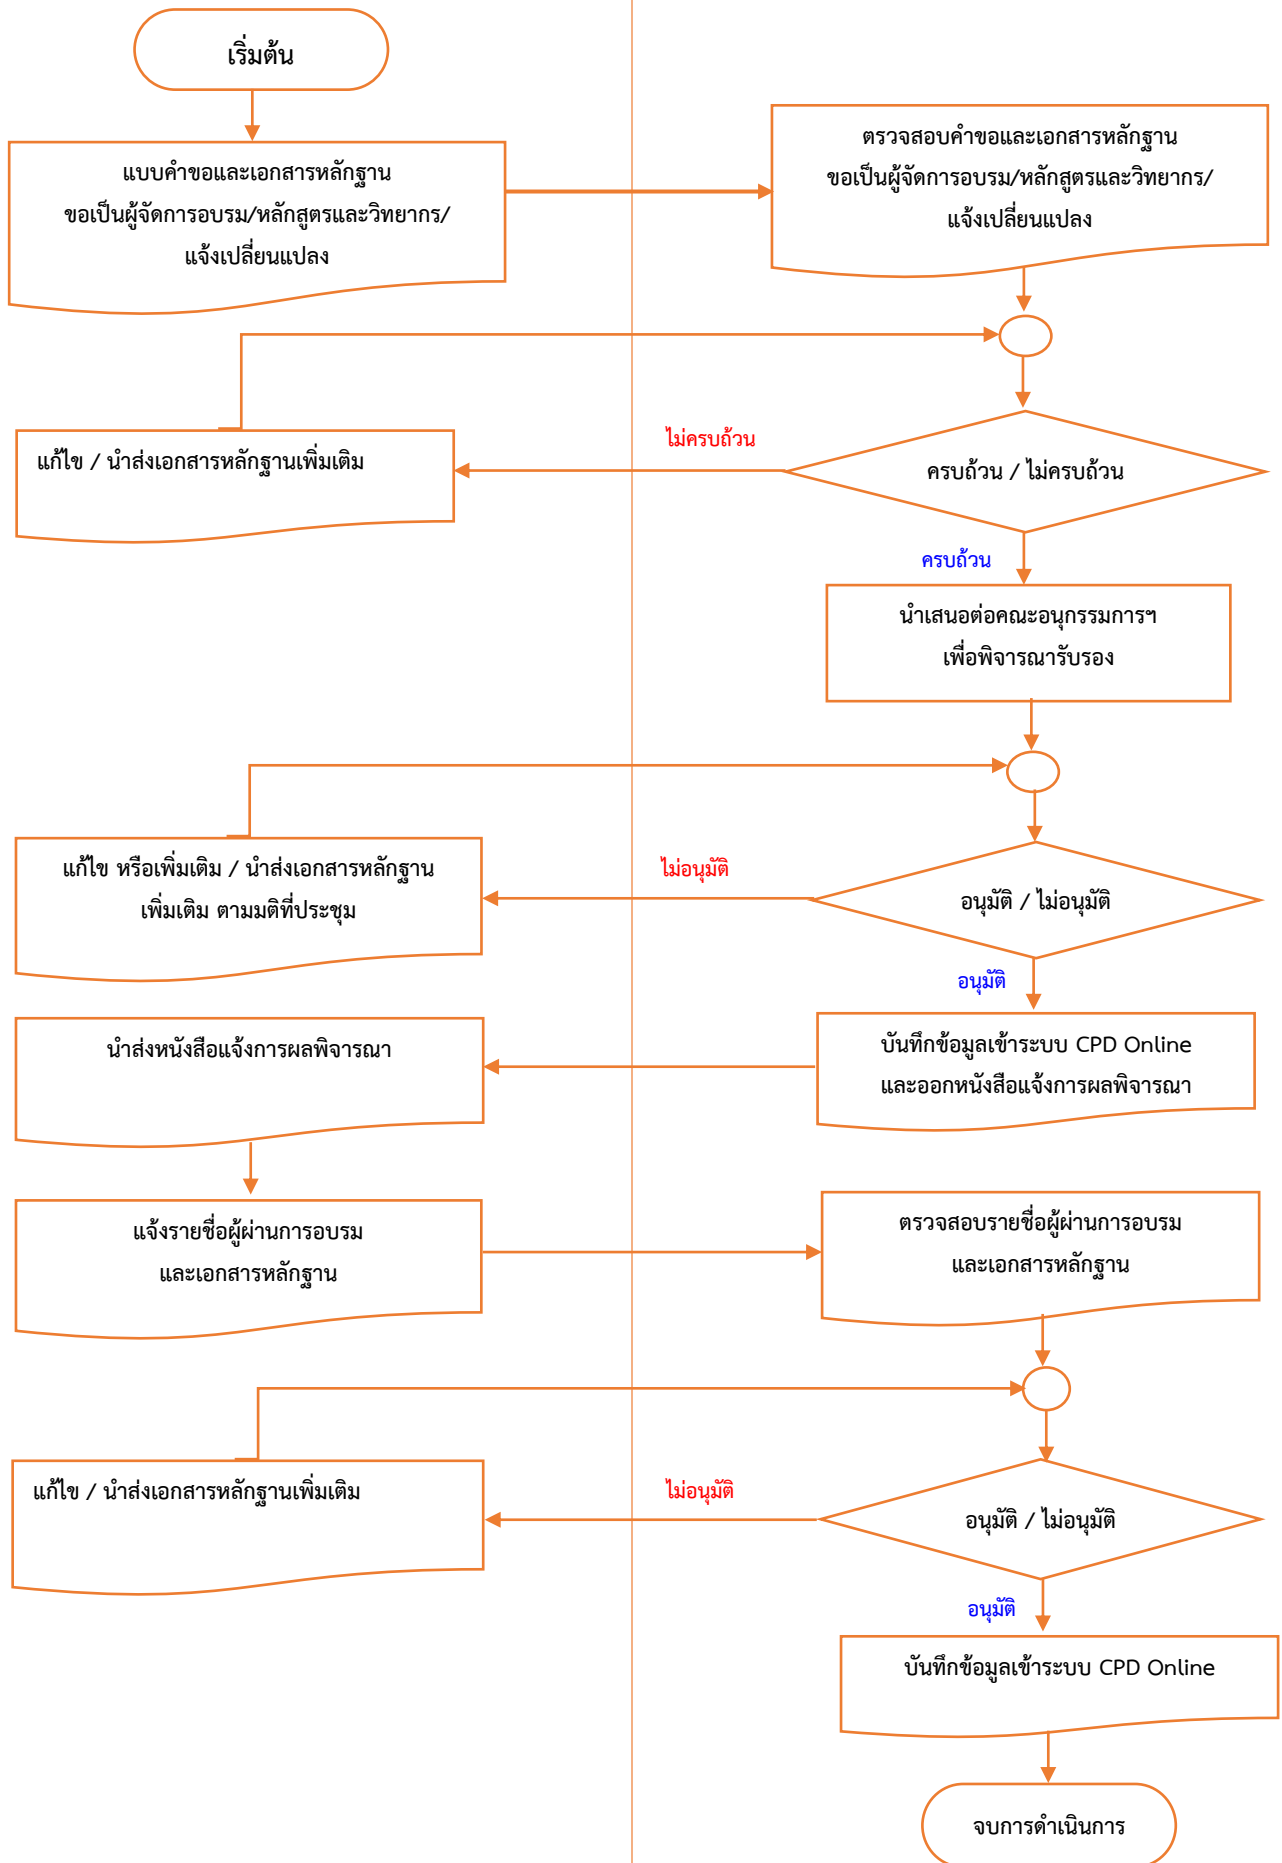 เริ่มต้น
แบบคำขอและเอกสารหลักฐาน
ขอเป็นผู้จัดการอบรม/หลักสูตรและวิทยากร/
แจ้งเปลี่ยนแปลง
ตรวจสอบคำขอและเอกสารหลักฐาน
ขอเป็นผู้จัดการอบรม/หลักสูตรและวิทยากร/
แจ้งเปลี่ยนแปลง
ครบถ้วน / ไม่ครบถ้วน
ไม่ครบถ้วน
แก้ไข / นำส่งเอกสารหลักฐานเพิ่มเติม
ครบถ้วน
นำเสนอต่อคณะอนุกรรมการฯ
เพื่อพิจารณารับรอง
อนุมัติ / ไม่อนุมัติ
ไม่อนุมัติ
แก้ไข หรือเพิ่มเติม / นำส่งเอกสารหลักฐาน
เพิ่มเติม ตามมติที่ประชุม
อนุมัติ
บันทึกข้อมูลเข้าระบบ CPD Online
และออกหนังสือแจ้งการผลพิจารณา
นำส่งหนังสือแจ้งการผลพิจารณา
แจ้งรายชื่อผู้ผ่านการอบรม
และเอกสารหลักฐาน
ตรวจสอบรายชื่อผู้ผ่านการอบรม
และเอกสารหลักฐาน
อนุมัติ / ไม่อนุมัติ
ไม่อนุมัติ
แก้ไข / นำส่งเอกสารหลักฐานเพิ่มเติม
อนุมัติ
บันทึกข้อมูลเข้าระบบ CPD Online
จบการดำเนินการ